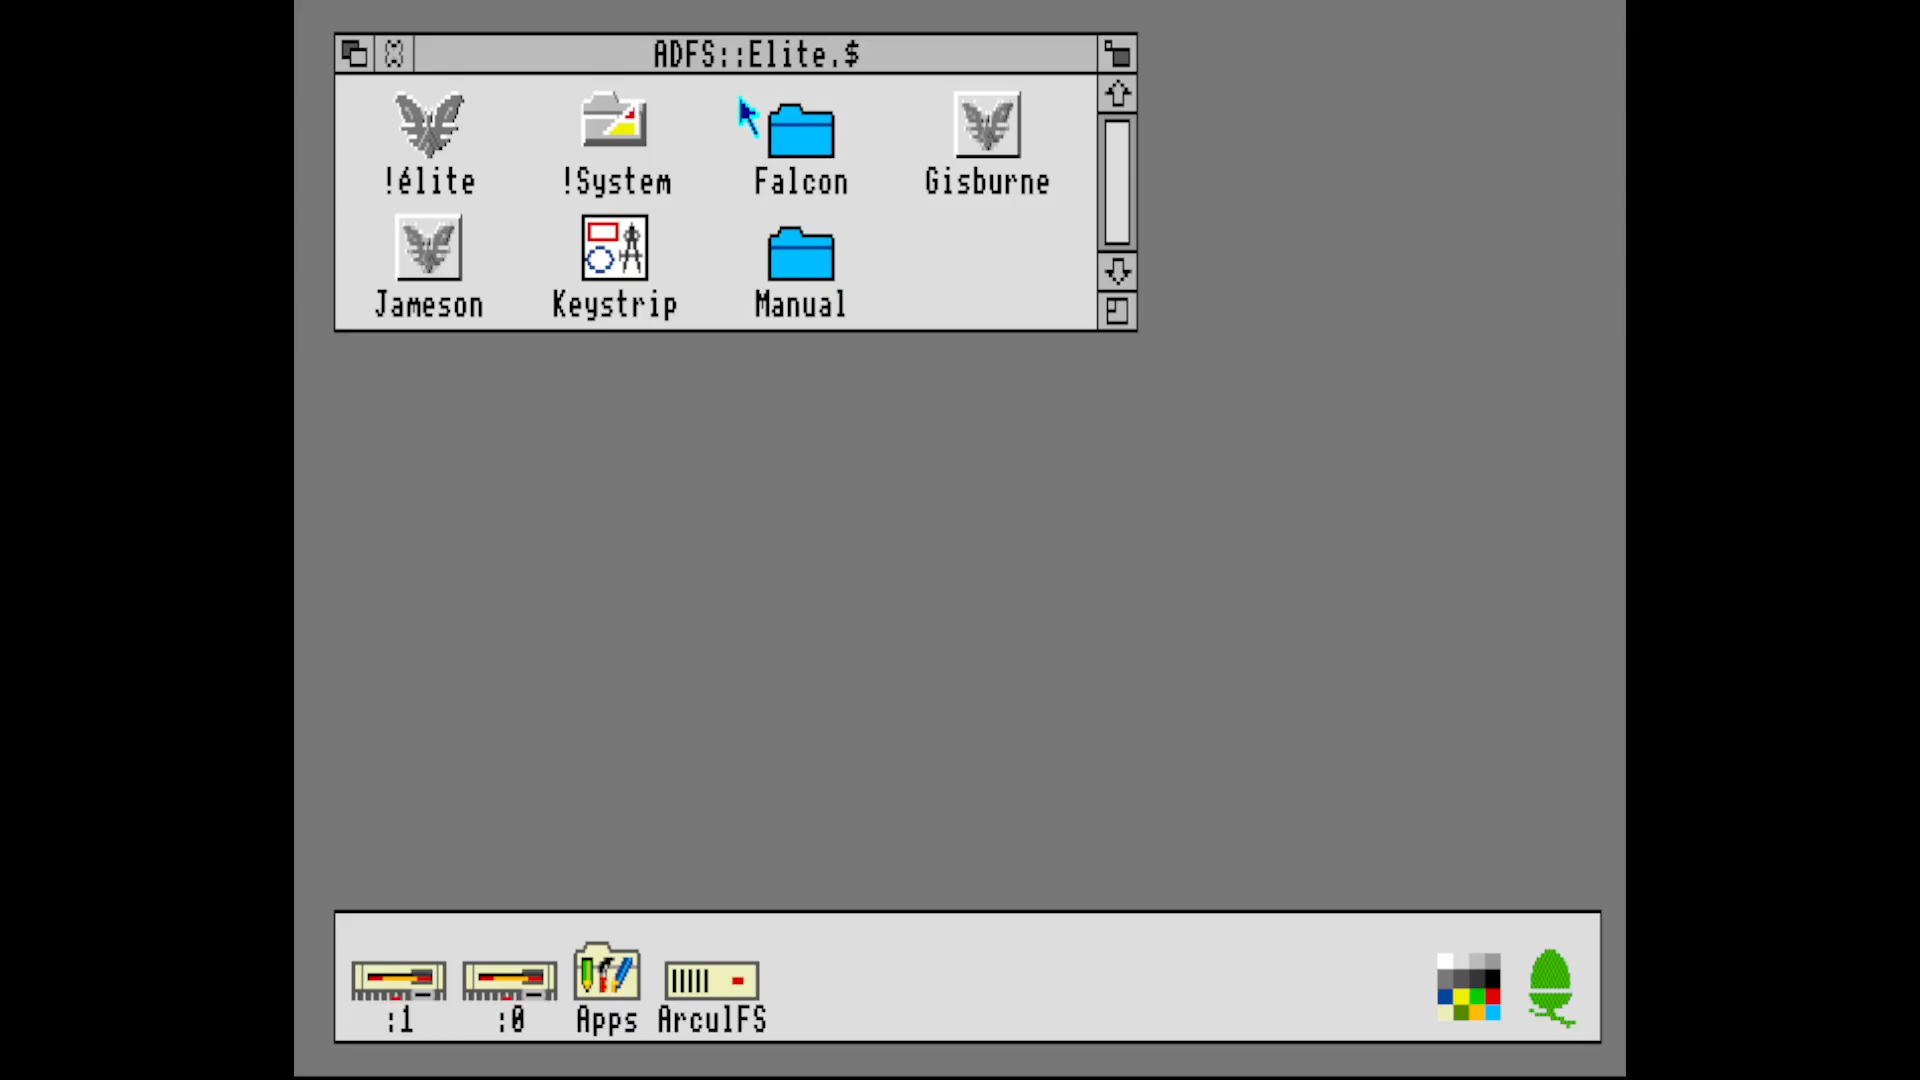 ADFS::Elite.$
!élite !System Falcon Gisburne
Jameson Keystrip Manual
:1 :0 Apps ArculFS